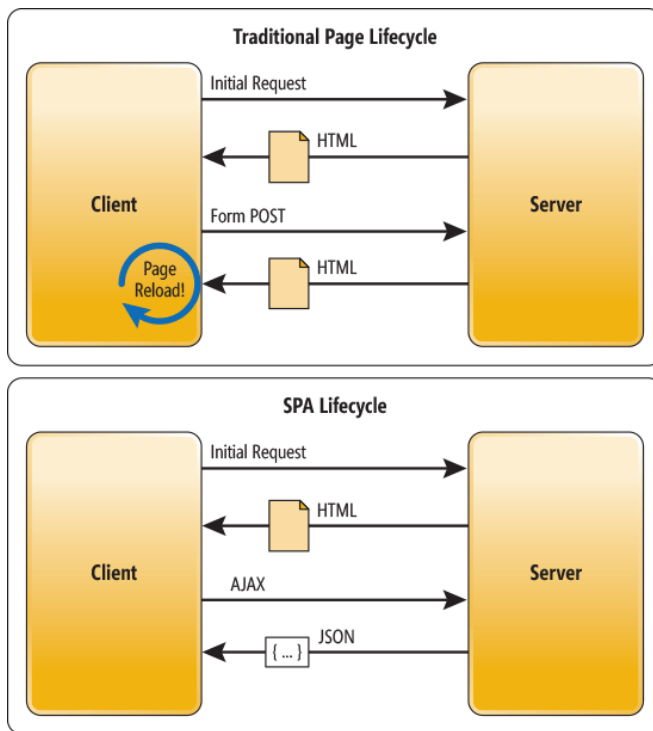 Traditional Page Lifecycle
Initial Request
HTML
Client
Server
Form POST
HTML
Page
Reload!
SPA Lifecycle
Initial Request
HTML
Client
Server
AJAX
JSON
{ ... }